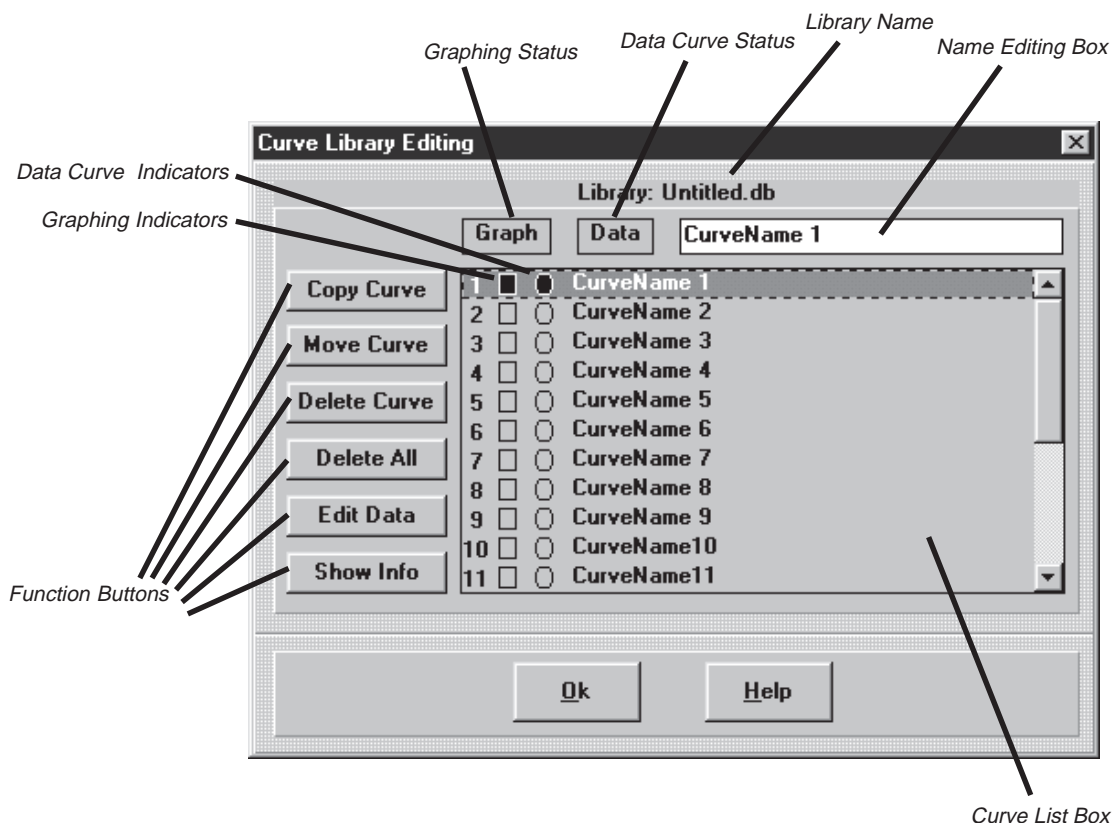 Library Name
Graphing Status
Data Curve Status
Name Editing Box
Curve Library Editing
Data Curve Indicators
Library: Untitled.db
Graphing Indicators
Graph
Data
CurveName 1
Copy Curve
Move Curve
Delete Curve
Delete All
Edit Data
Show Info
1 CurveName 1
2 CurveName 2
3 CurveName 3
4 CurveName 4
5 CurveName 5
6 CurveName 6
7 CurveName 7
8 CurveName 8
9 CurveName 9
10 CurveName10
11 CurveName11
Function Buttons
Ok
Help
Curve List Box